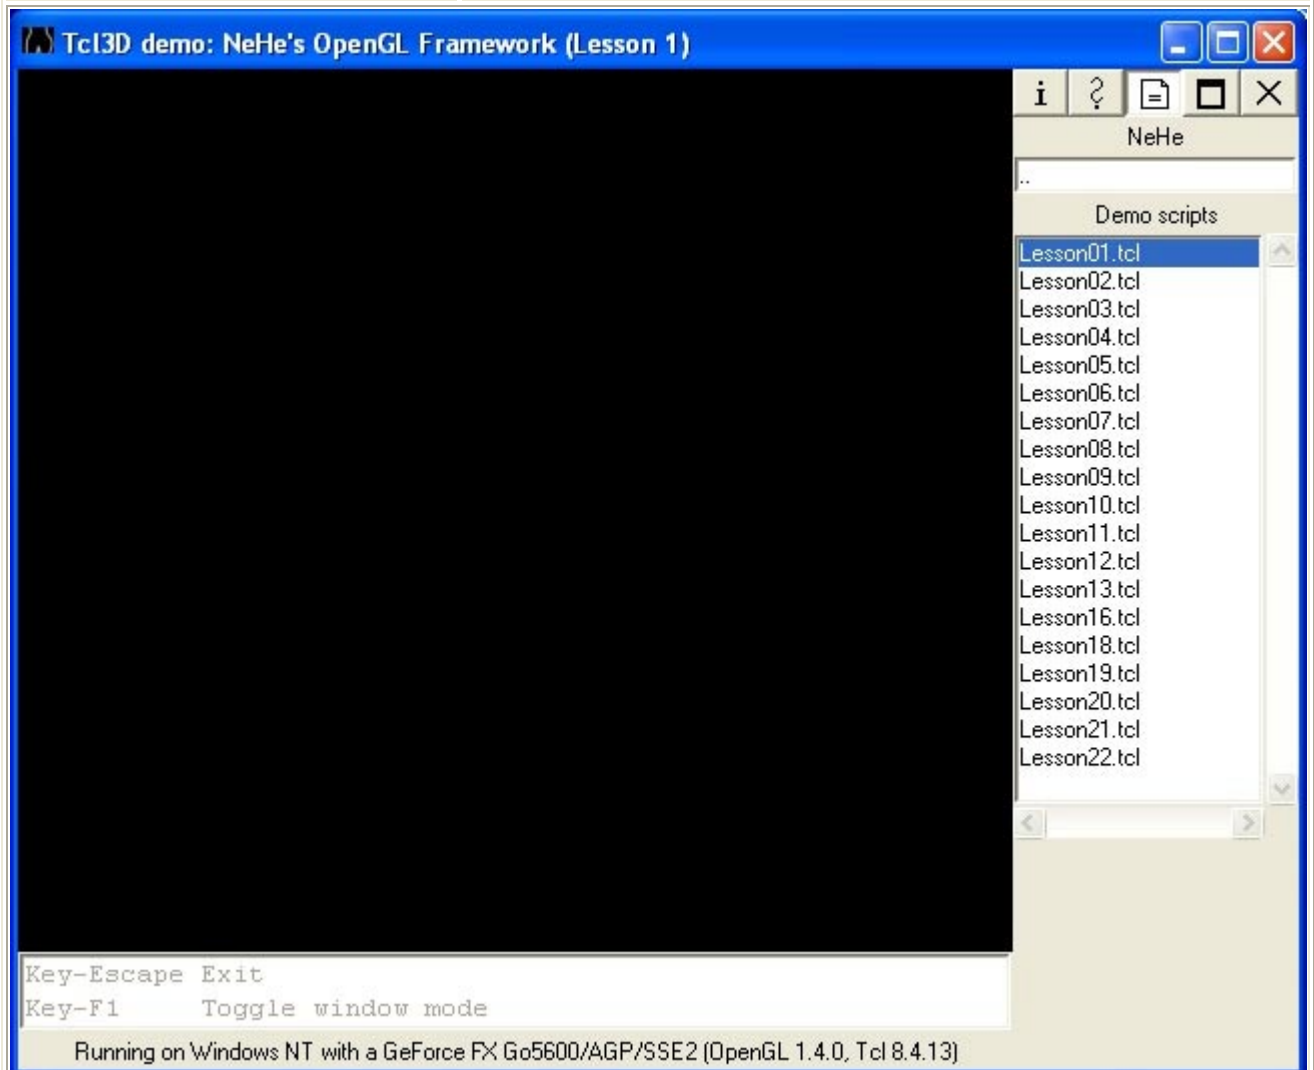 Tcl3D demo: NeHe's OpenGL Framework (Lesson 1)
i ?
NeHe
..
Demo scripts
Lesson01.tcl
Lesson02.tcl
Lesson03.tcl
Lesson04.tcl
Lesson05.tcl
Lesson06.tcl
Lesson07.tcl
Lesson08.tcl
Lesson09.tcl
Lesson10.tcl
Lesson11.tcl
Lesson12.tcl
Lesson13.tcl
Lesson16.tcl
Lesson18.tcl
Lesson19.tcl
Lesson20.tcl
Lesson21.tcl
Lesson22.tcl
Key-Escape Exit
Key-F1 Toggle window mode
Running on Windows NT with a GeForce FX Go5600/AGP/SSE2 (OpenGL 1.4.0, Tcl 8.4.13)